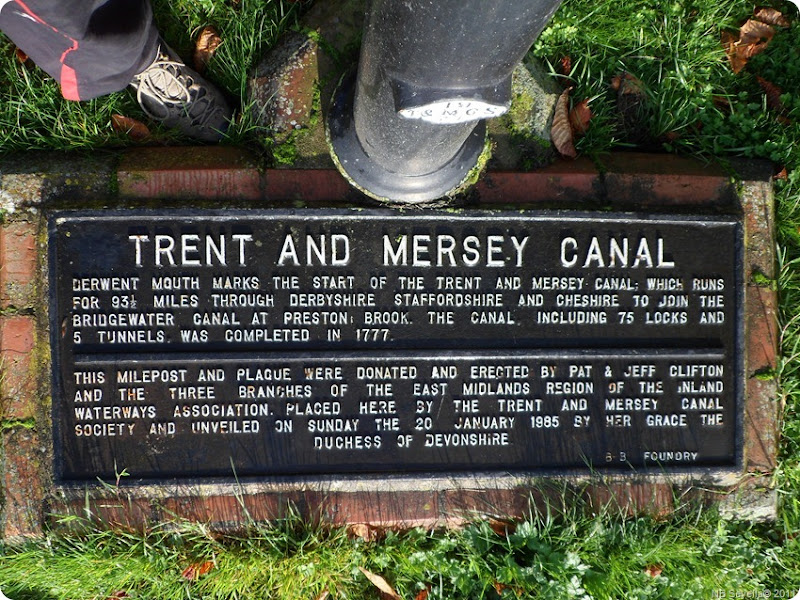 T&MCS
TRENT AND MERSEY CANAL
DERWENT MOUTH MARKS THE START OF THE TRENT AND MERSEY CANAL; WHICH RUNS
FOR 93½ MILES THROUGH DERBYSHIRE STAFFORDSHIRE AND CHESHIRE TO JOIN THE
BRIDGEWATER CANAL AT PRESTON BROOK. THE CANAL INCLUDING 75 LOCKS AND
5 TUNNELS, WAS COMPLETED IN 1777.
THIS MILEPOST AND PLAQUE WERE DONATED AND ERECTED BY PAT & JEFF CLIFTON
AND THE THREE BRANCHES OF THE EAST MIDLANDS REGION OF THE INLAND
WATERWAYS ASSOCIATION. PLACED HERE BY THE TRENT AND MERSEY CANAL
SOCIETY AND UNVEILED ON SUNDAY THE 20 JANUARY 1985 BY HER GRACE THE
DUCHESS OF DEVONSHIRE
B.B. FOUNDRY
2011